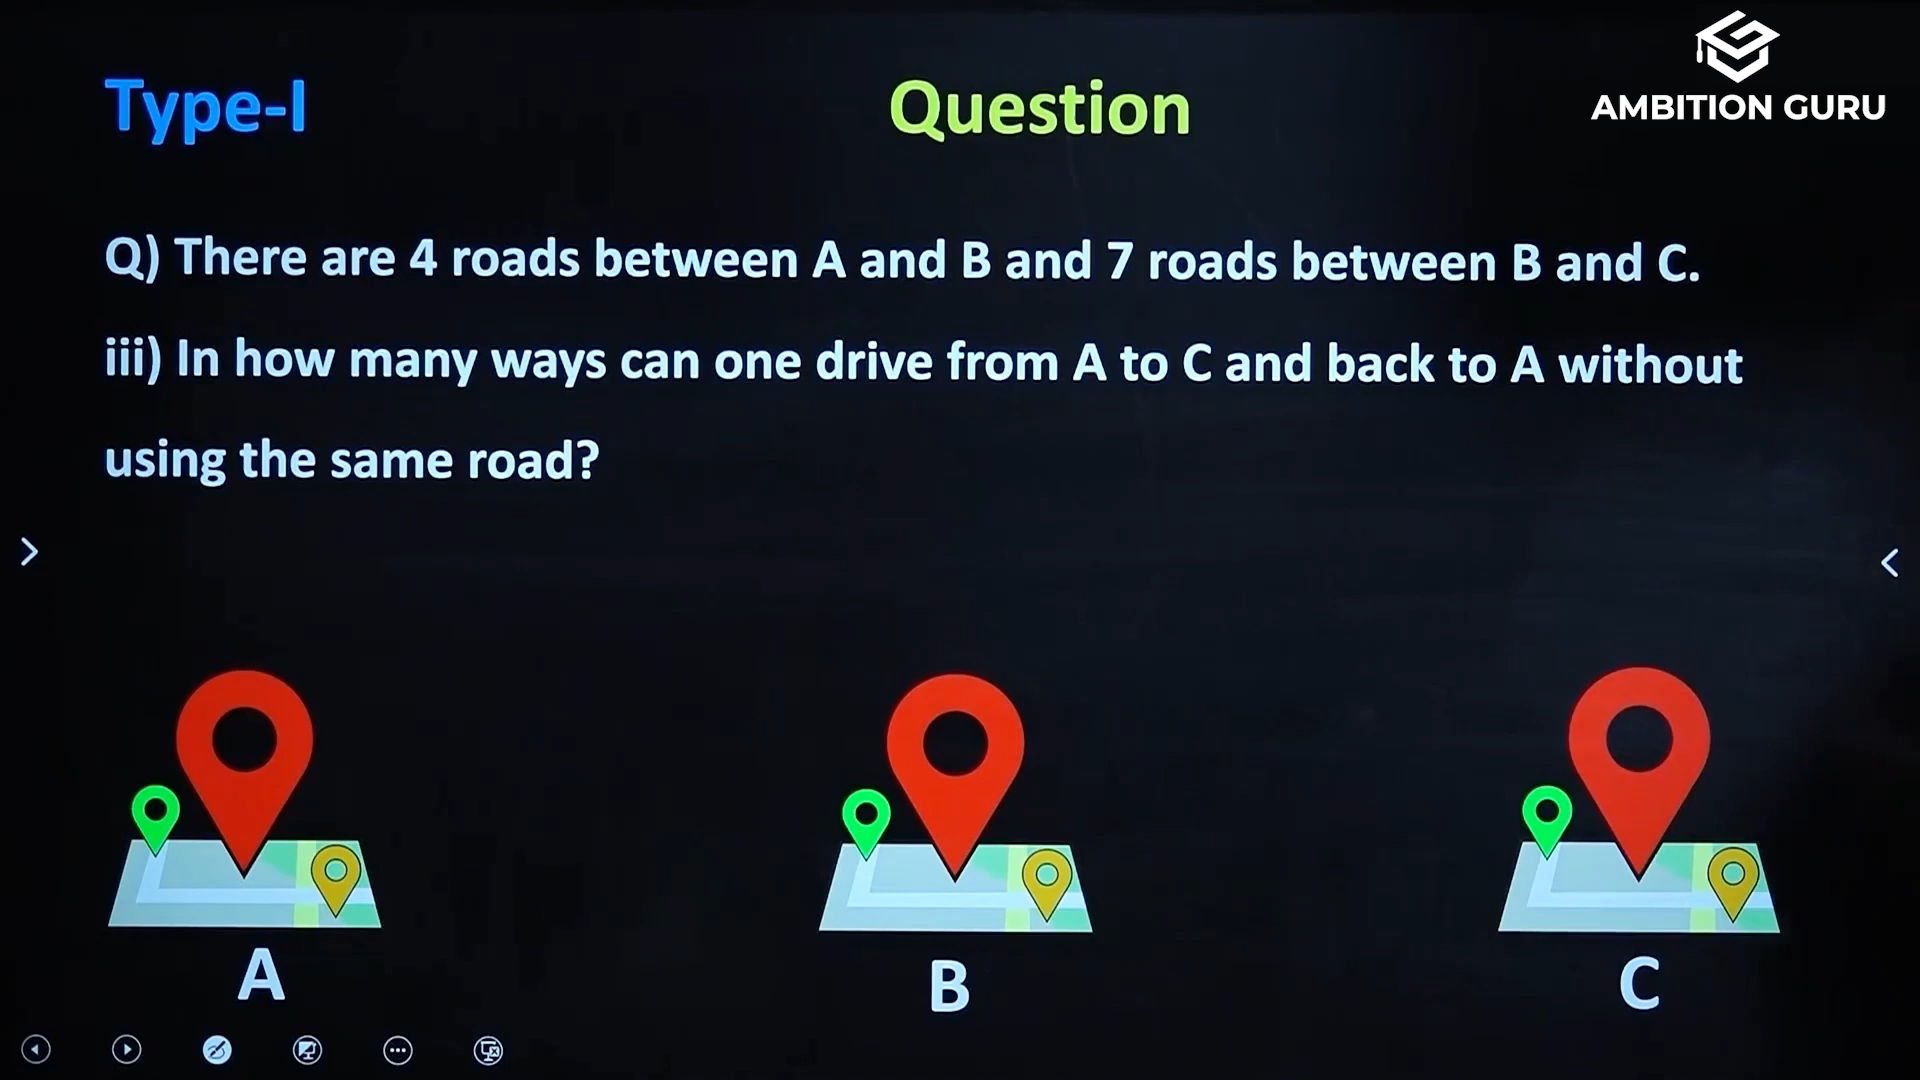 Type-I
Question
AMBITION GURU
Q) There are 4 roads between A and B and 7 roads between B and C.
iii) In how many ways can one drive from A to C and back to A without
using the same road?
A
B
C